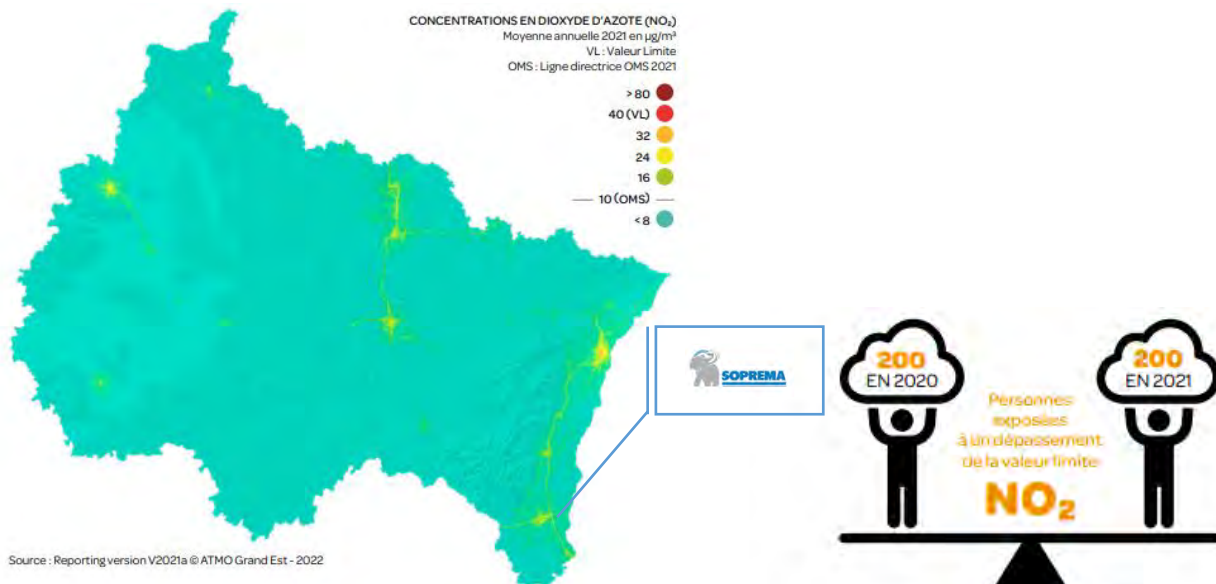 CONCENTRATIONS EN DIOXYDE D'AZOTE (NO₂)
Moyenne annuelle 2021 en µg/m³
VL : Valeur Limite
OMS : Ligne directrice OMS 2021
> 80
40 (VL)
32
24
16
10 (OMS)
< 8
SOPREMA
200
EN 2020
200
EN 2021
Personnes
exposées
à un dépassement
de la valeur limite
NO₂
Source : Reporting version V2021a © ATMO Grand Est - 2022